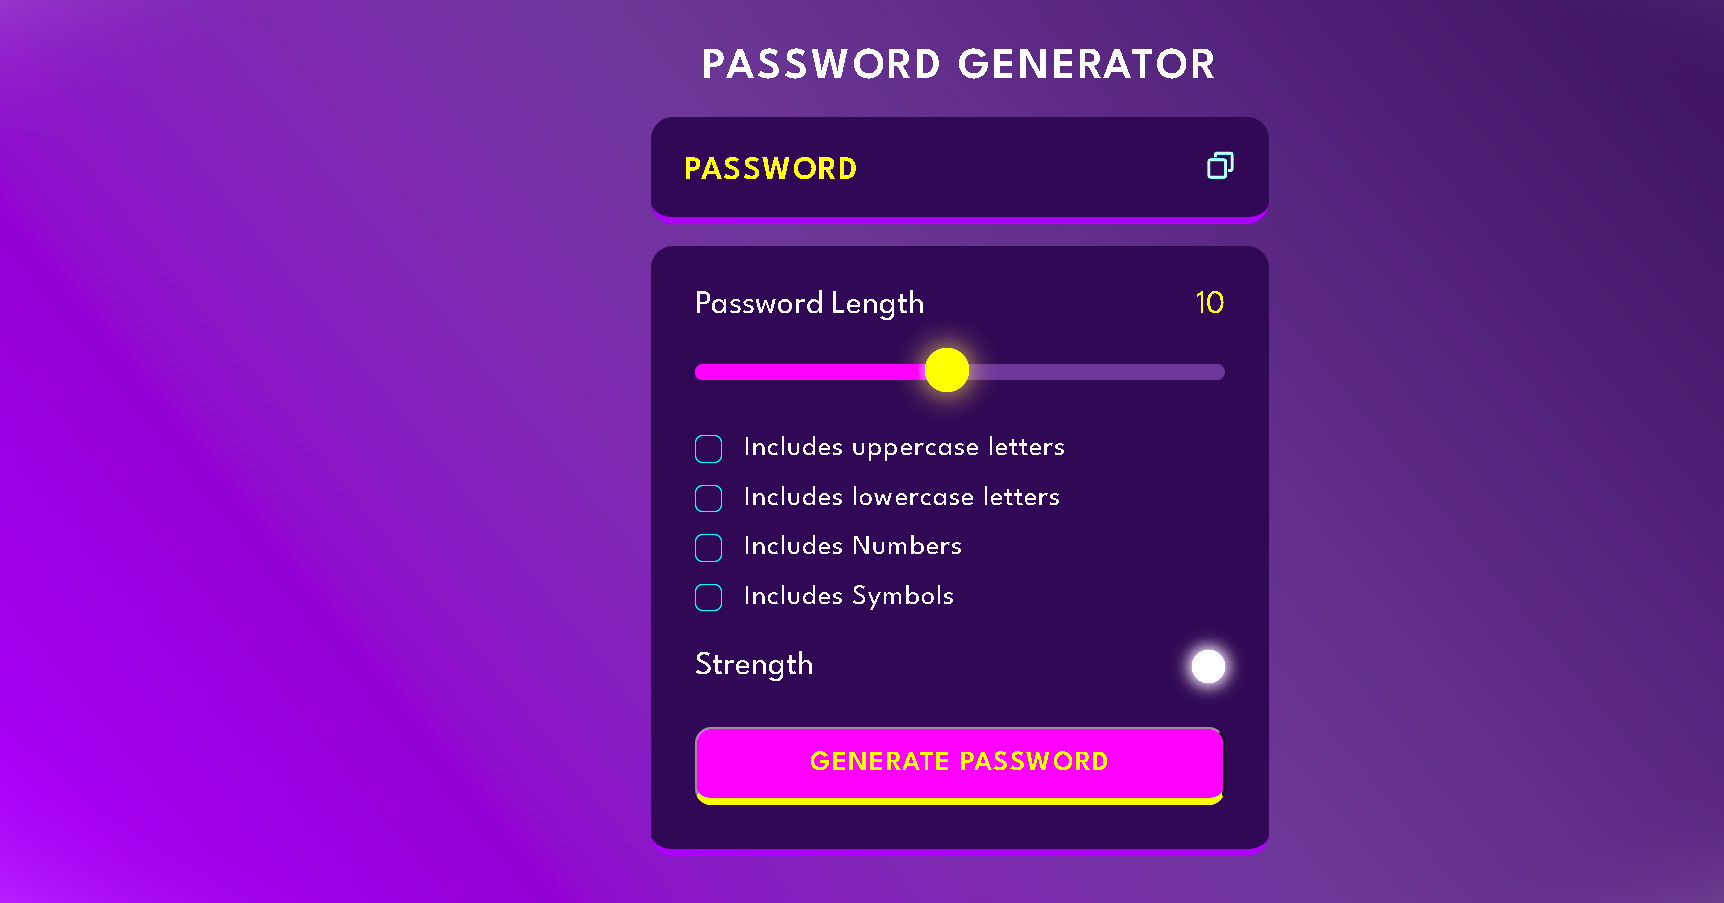 PASSWORD GENERATOR
PASSWORD
Password Length 10
Includes uppercase letters
Includes lowercase letters
Includes Numbers
Includes Symbols
Strength
GENERATE PASSWORD